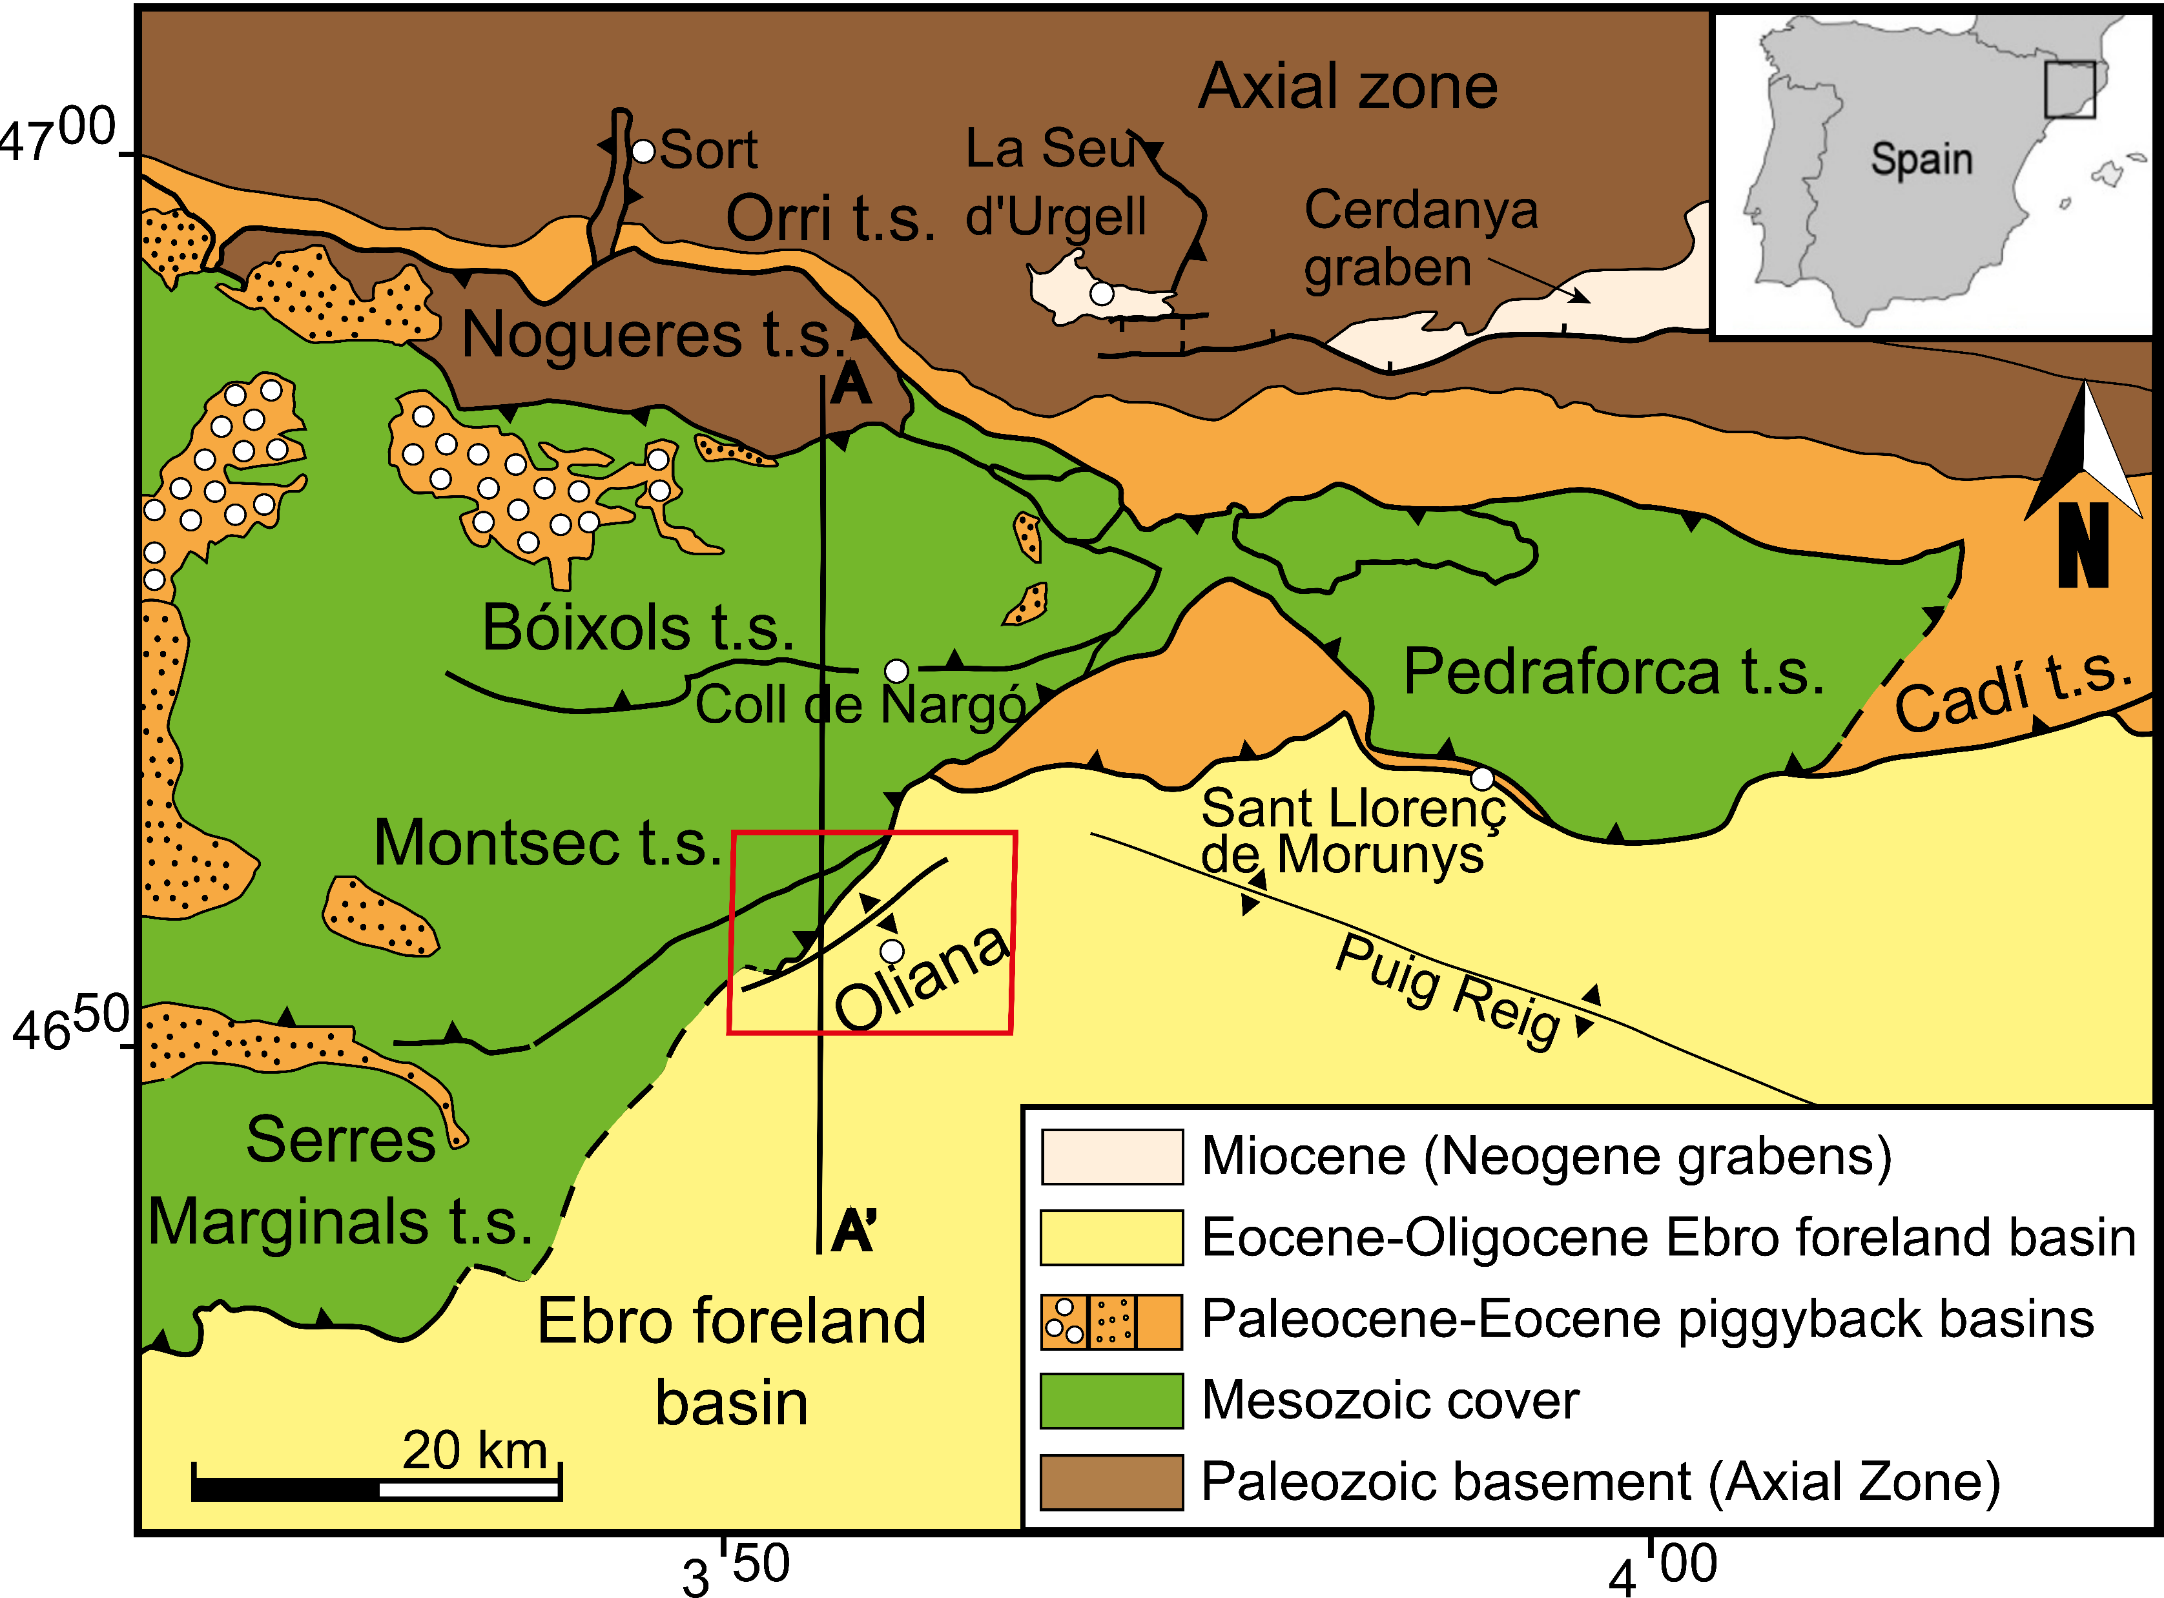 Axial zone
4700
Sort
La Seu
d'Urgell
Orri t.s.
Cerdanya
graben
Spain
Nogueres t.s.
A
N
Bóixols t.s.
Coll de Nargó
Pedraforca t.s.
Cadí t.s.
Montsec t.s.
Sant Llorenç
de Morunys
Oliana
Puig Reig
4650
Serres
Marginals t.s.
A’
Ebro foreland
basin
20 km
Miocene (Neogene grabens)
Eocene-Oligocene Ebro foreland basin
Paleocene-Eocene piggyback basins
Mesozoic cover
Paleozoic basement (Axial Zone)
350
400